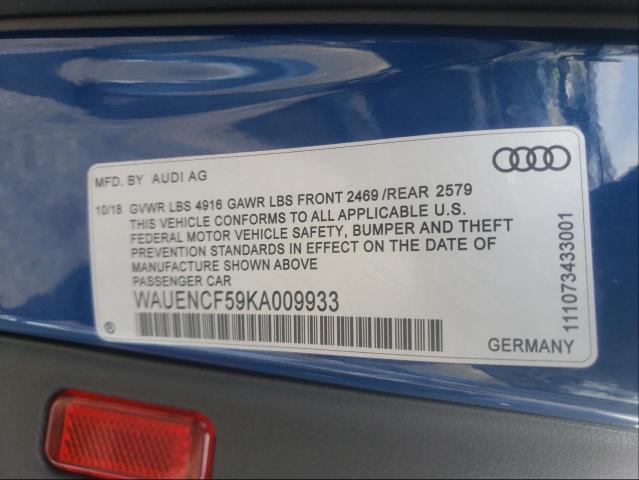 MFD. BY AUDI AG
10/18 GVWR LBS 4916 GAWR LBS FRONT 2469 /REAR 2579
THIS VEHICLE CONFORMS TO ALL APPLICABLE U.S.
FEDERAL MOTOR VEHICLE SAFETY, BUMPER AND THEFT
PREVENTION STANDARDS IN EFFECT ON THE DATE OF
MANUFACTURE SHOWN ABOVE
PASSENGER CAR
WAUENCF59KA009933
®
GERMANY
111073433001